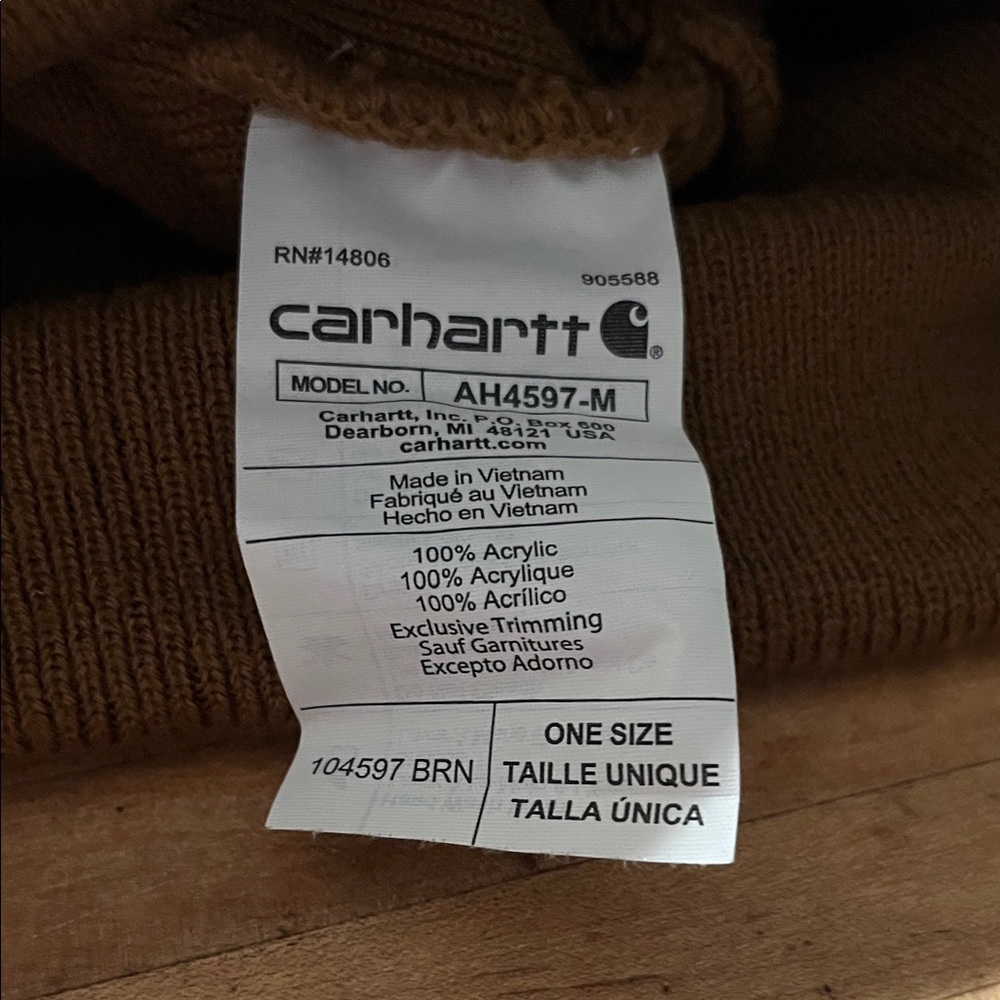 RN#14806
905588
carhartt
MODEL NO. AH4597-M
Carhartt, Inc. P.O. Box 600
Dearborn, MI 48121 USA
carhartt.com
Made in Vietnam
Fabriqué au Vietnam
Hecho en Vietnam
100% Acrylic
100% Acrylique
100% Acrílico
Exclusive Trimming
Sauf Garnitures
Excepto Adorno
104597 BRN
ONE SIZE
TAILLE UNIQUE
TALLA ÚNICA